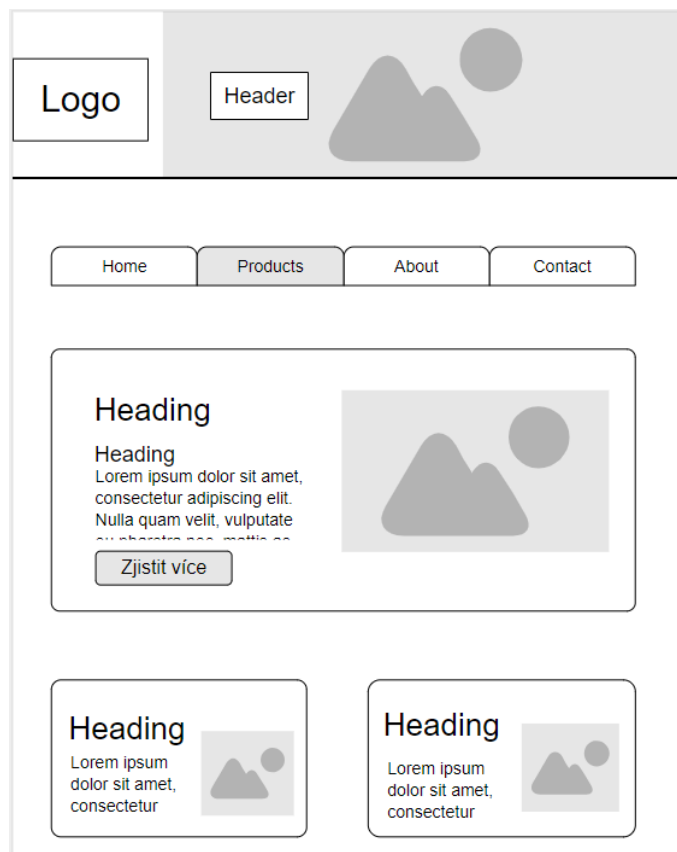 Logo
Header
Home
Products
About
Contact
Heading
Heading
Lorem ipsum dolor sit amet,
consectetur adipiscing elit.
Nulla quam velit, vulputate
Zjistit více
Heading
Lorem ipsum
dolor sit amet,
consectetur
Heading
Lorem ipsum
dolor sit amet,
consectetur